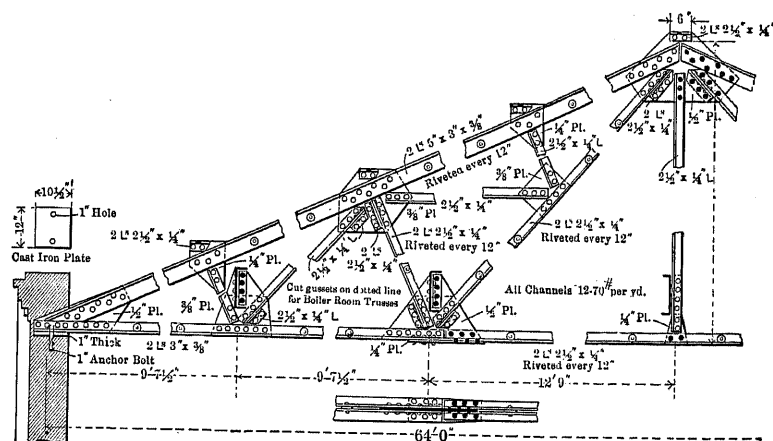 6"
2 Ls 2½" x ¼"
½" Pl.
2 Ls
2½" x ¼"
2½" x ¼" L
2 Ls 5" x 3" x ⅜"
Riveted every 12"
¼" Pl.
2½" x ¼" L
⅜" Pl.
2 Ls 2½" x ¼"
Riveted every 12"
10½"
12"
1" Hole
Cast Iron Plate
⅜" Pl
2½" x ¼"
2 Ls 2½" x ¼"
Riveted every 12"
2½" x ¼" L
2 Ls
2½" x ¼"
2 Ls 2½" x ¼"
¼" Pl.
Cut gussets on dotted line
for Boiler Room Trusses
All Channels 12-70# per yd.
½" Pl.
⅜" Pl.
2½" x ¼" L
½" Pl.
¼" Pl.
1" Thick
1" Anchor Bolt
2 Ls 3" x ⅜"
¼" Pl.
2 Ls 2½" x ¼"
Riveted every 12"
9'7½"
9'7½"
12'9"
64'0"